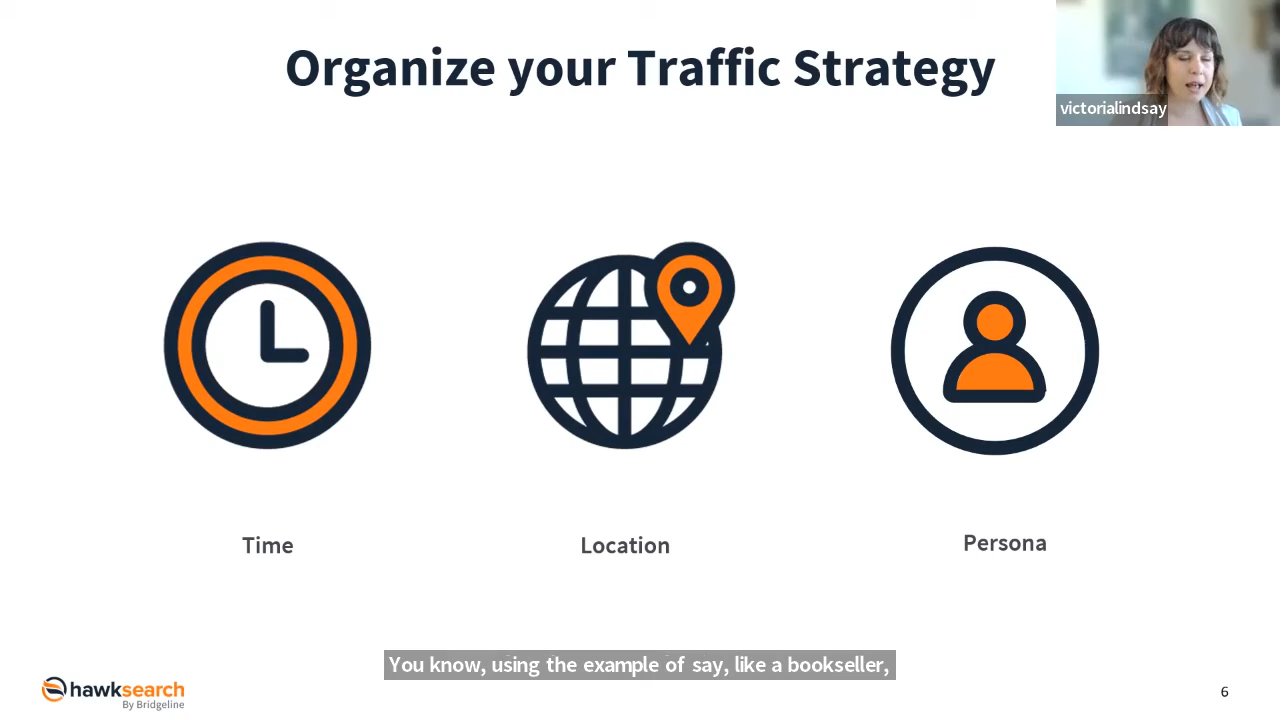 Organize your Traffic Strategy
victorialindsay
Time
Location
Persona
You know, using the example of say, like a bookseller,
hawksearch
By Bridgeline
6